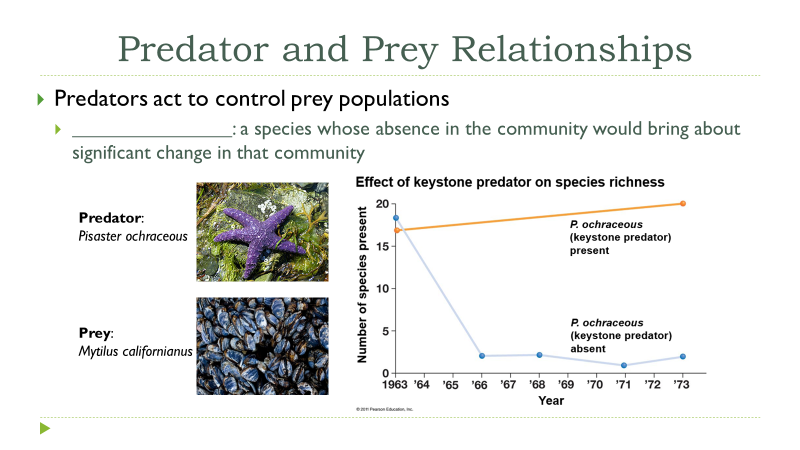 Predator and Prey Relationships
Predators act to control prey populations
________________: a species whose absence in the community would bring about
significant change in that community
Predator:
Pisaster ochraceous
Prey:
Mytilus californianus
Effect of keystone predator on species richness
Number of species present
20
15
10
5
0
P. ochraceous
(keystone predator)
present
P. ochraceous
(keystone predator)
absent
1963 ’64 ’65 ’66 ’67 ’68 ’69 ’70 ’71 ’72 ’73
Year
© 2011 Pearson Education, Inc.